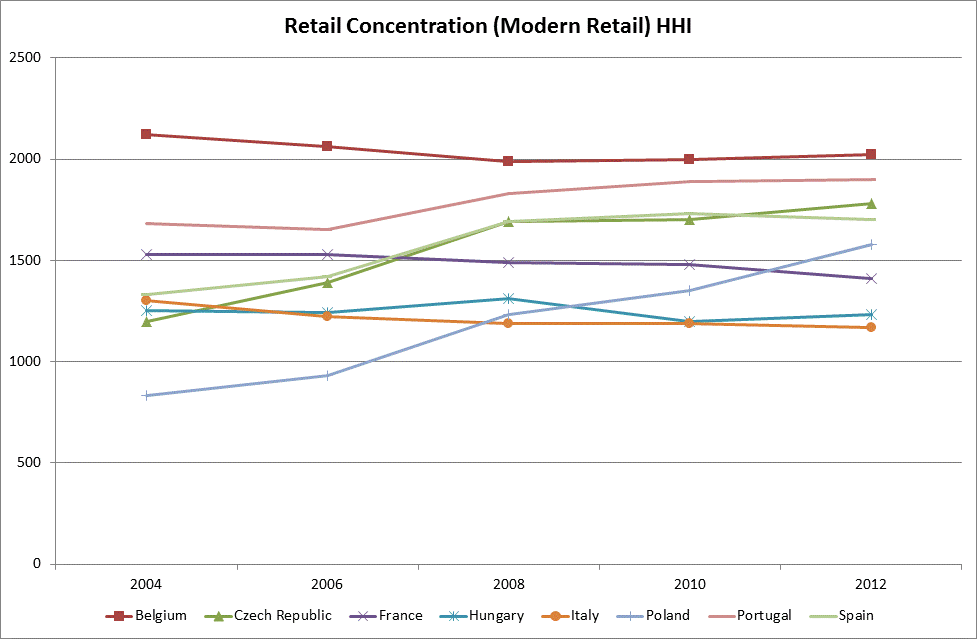 Retail Concentration (Modern Retail) HHI
2500
2000
1500
1000
500
0
2004 2006 2008 2010 2012
Belgium Czech Republic France Hungary Italy Poland Portugal Spain